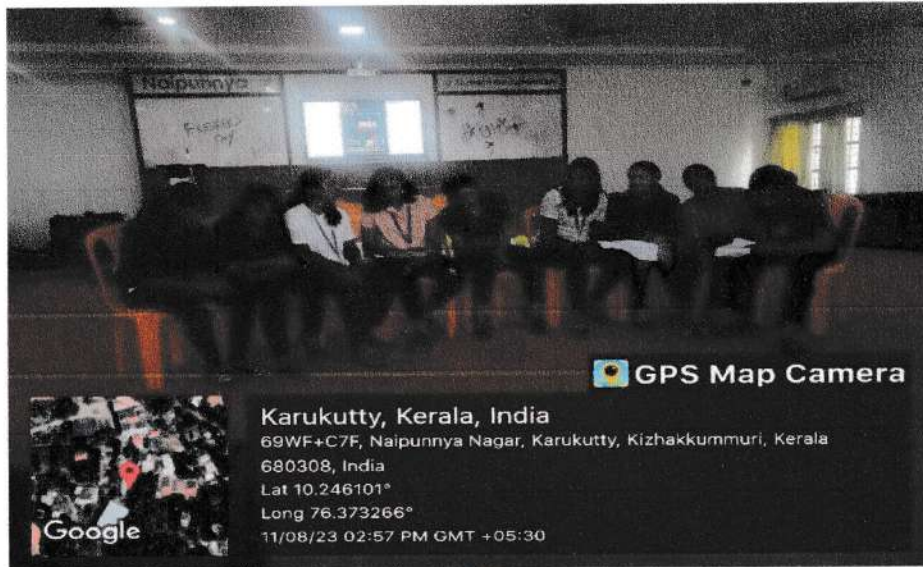 Naipunnya
GPS Map Camera
Karukutty, Kerala, India
69WF+C7F, Naipunnya Nagar, Karukutty, Kizhakkummuri, Kerala
680308, India
Lat 10.246101°
Long 76.373266°
11/08/23 02:57 PM GMT +05:30
Google